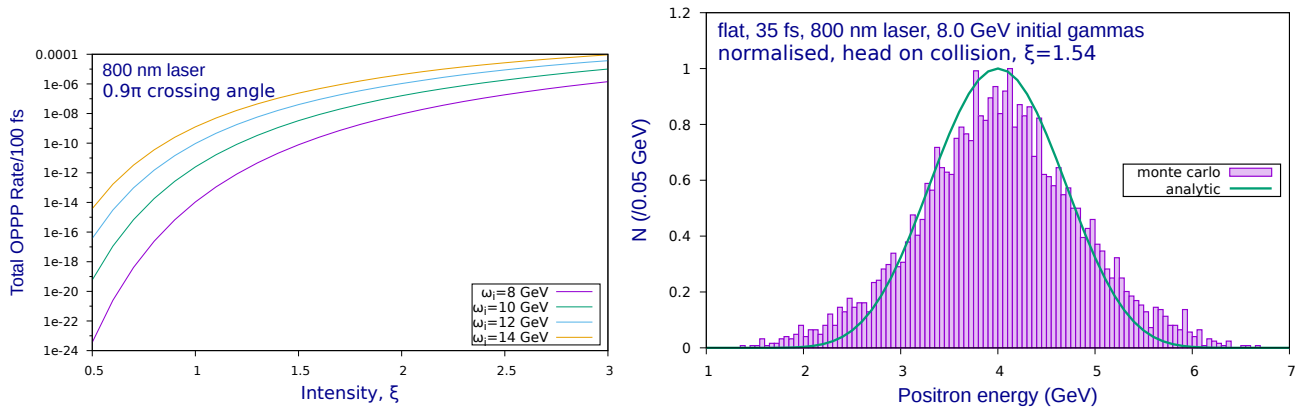 800 nm laser
0.9π crossing angle
Total OPPP Rate/100 fs
0.0001
1e-06
1e-08
1e-10
1e-12
1e-14
1e-16
1e-18
1e-20
1e-22
1e-24
0.5
1
1.5
2
2.5
3
Intensity, ξ
ωi=8 GeV
ωi=10 GeV
ωi=12 GeV
ωi=14 GeV
flat, 35 fs, 800 nm laser, 8.0 GeV initial gammas
normalised, head on collision, ξ=1.54
N (/0.05 GeV)
1.2
1
0.8
0.6
0.4
0.2
0
1
2
3
4
5
6
7
Positron energy (GeV)
monte carlo
analytic